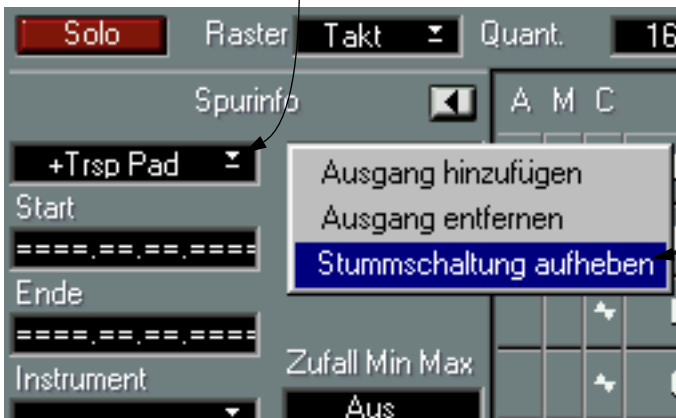 Solo Raster Takt Quant. 16
Spurinfo A M C
+Trsp Pad
Ausgang hinzufügen
Start
Ausgang entfernen
====.==.==.====
Stummschaltung aufheben
Ende
====.==.==.====
Zufall Min Max
Instrument
Aus